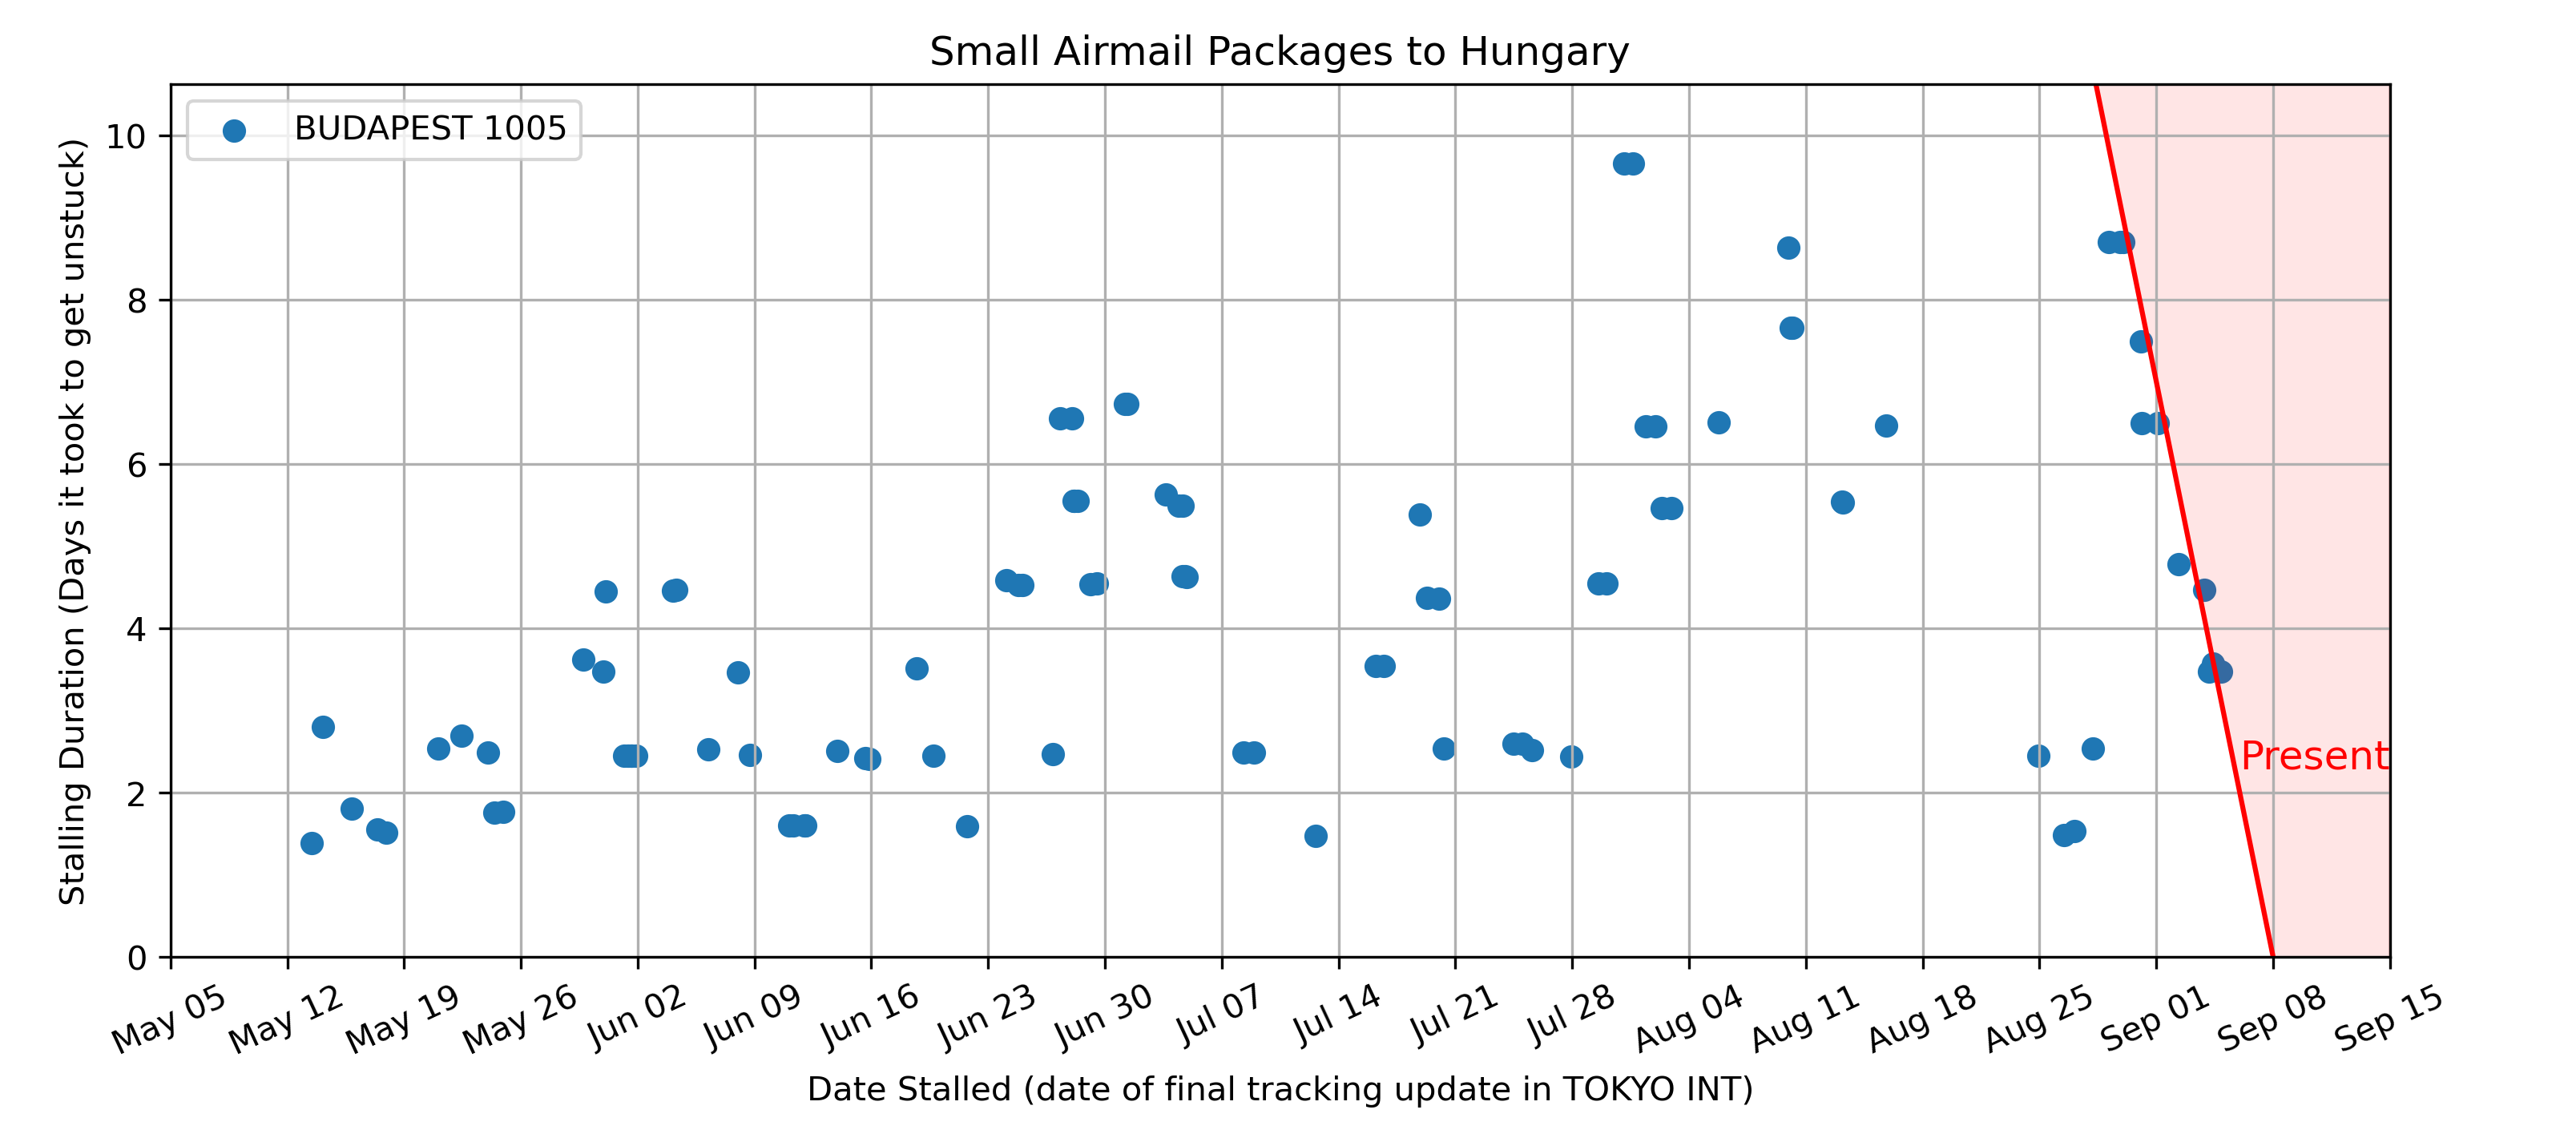 Small Airmail Packages to Hungary
BUDAPEST 1005
Stalling Duration (Days it took to get unstuck)
10
8
6
4
2
0
Present
May 05 May 12 May 19 May 26 Jun 02 Jun 09 Jun 16 Jun 23 Jun 30 Jul 07 Jul 14 Jul 21 Jul 28 Aug 04 Aug 11 Aug 18 Aug 25 Sep 01 Sep 08 Sep 15
Date Stalled (date of final tracking update in TOKYO INT)